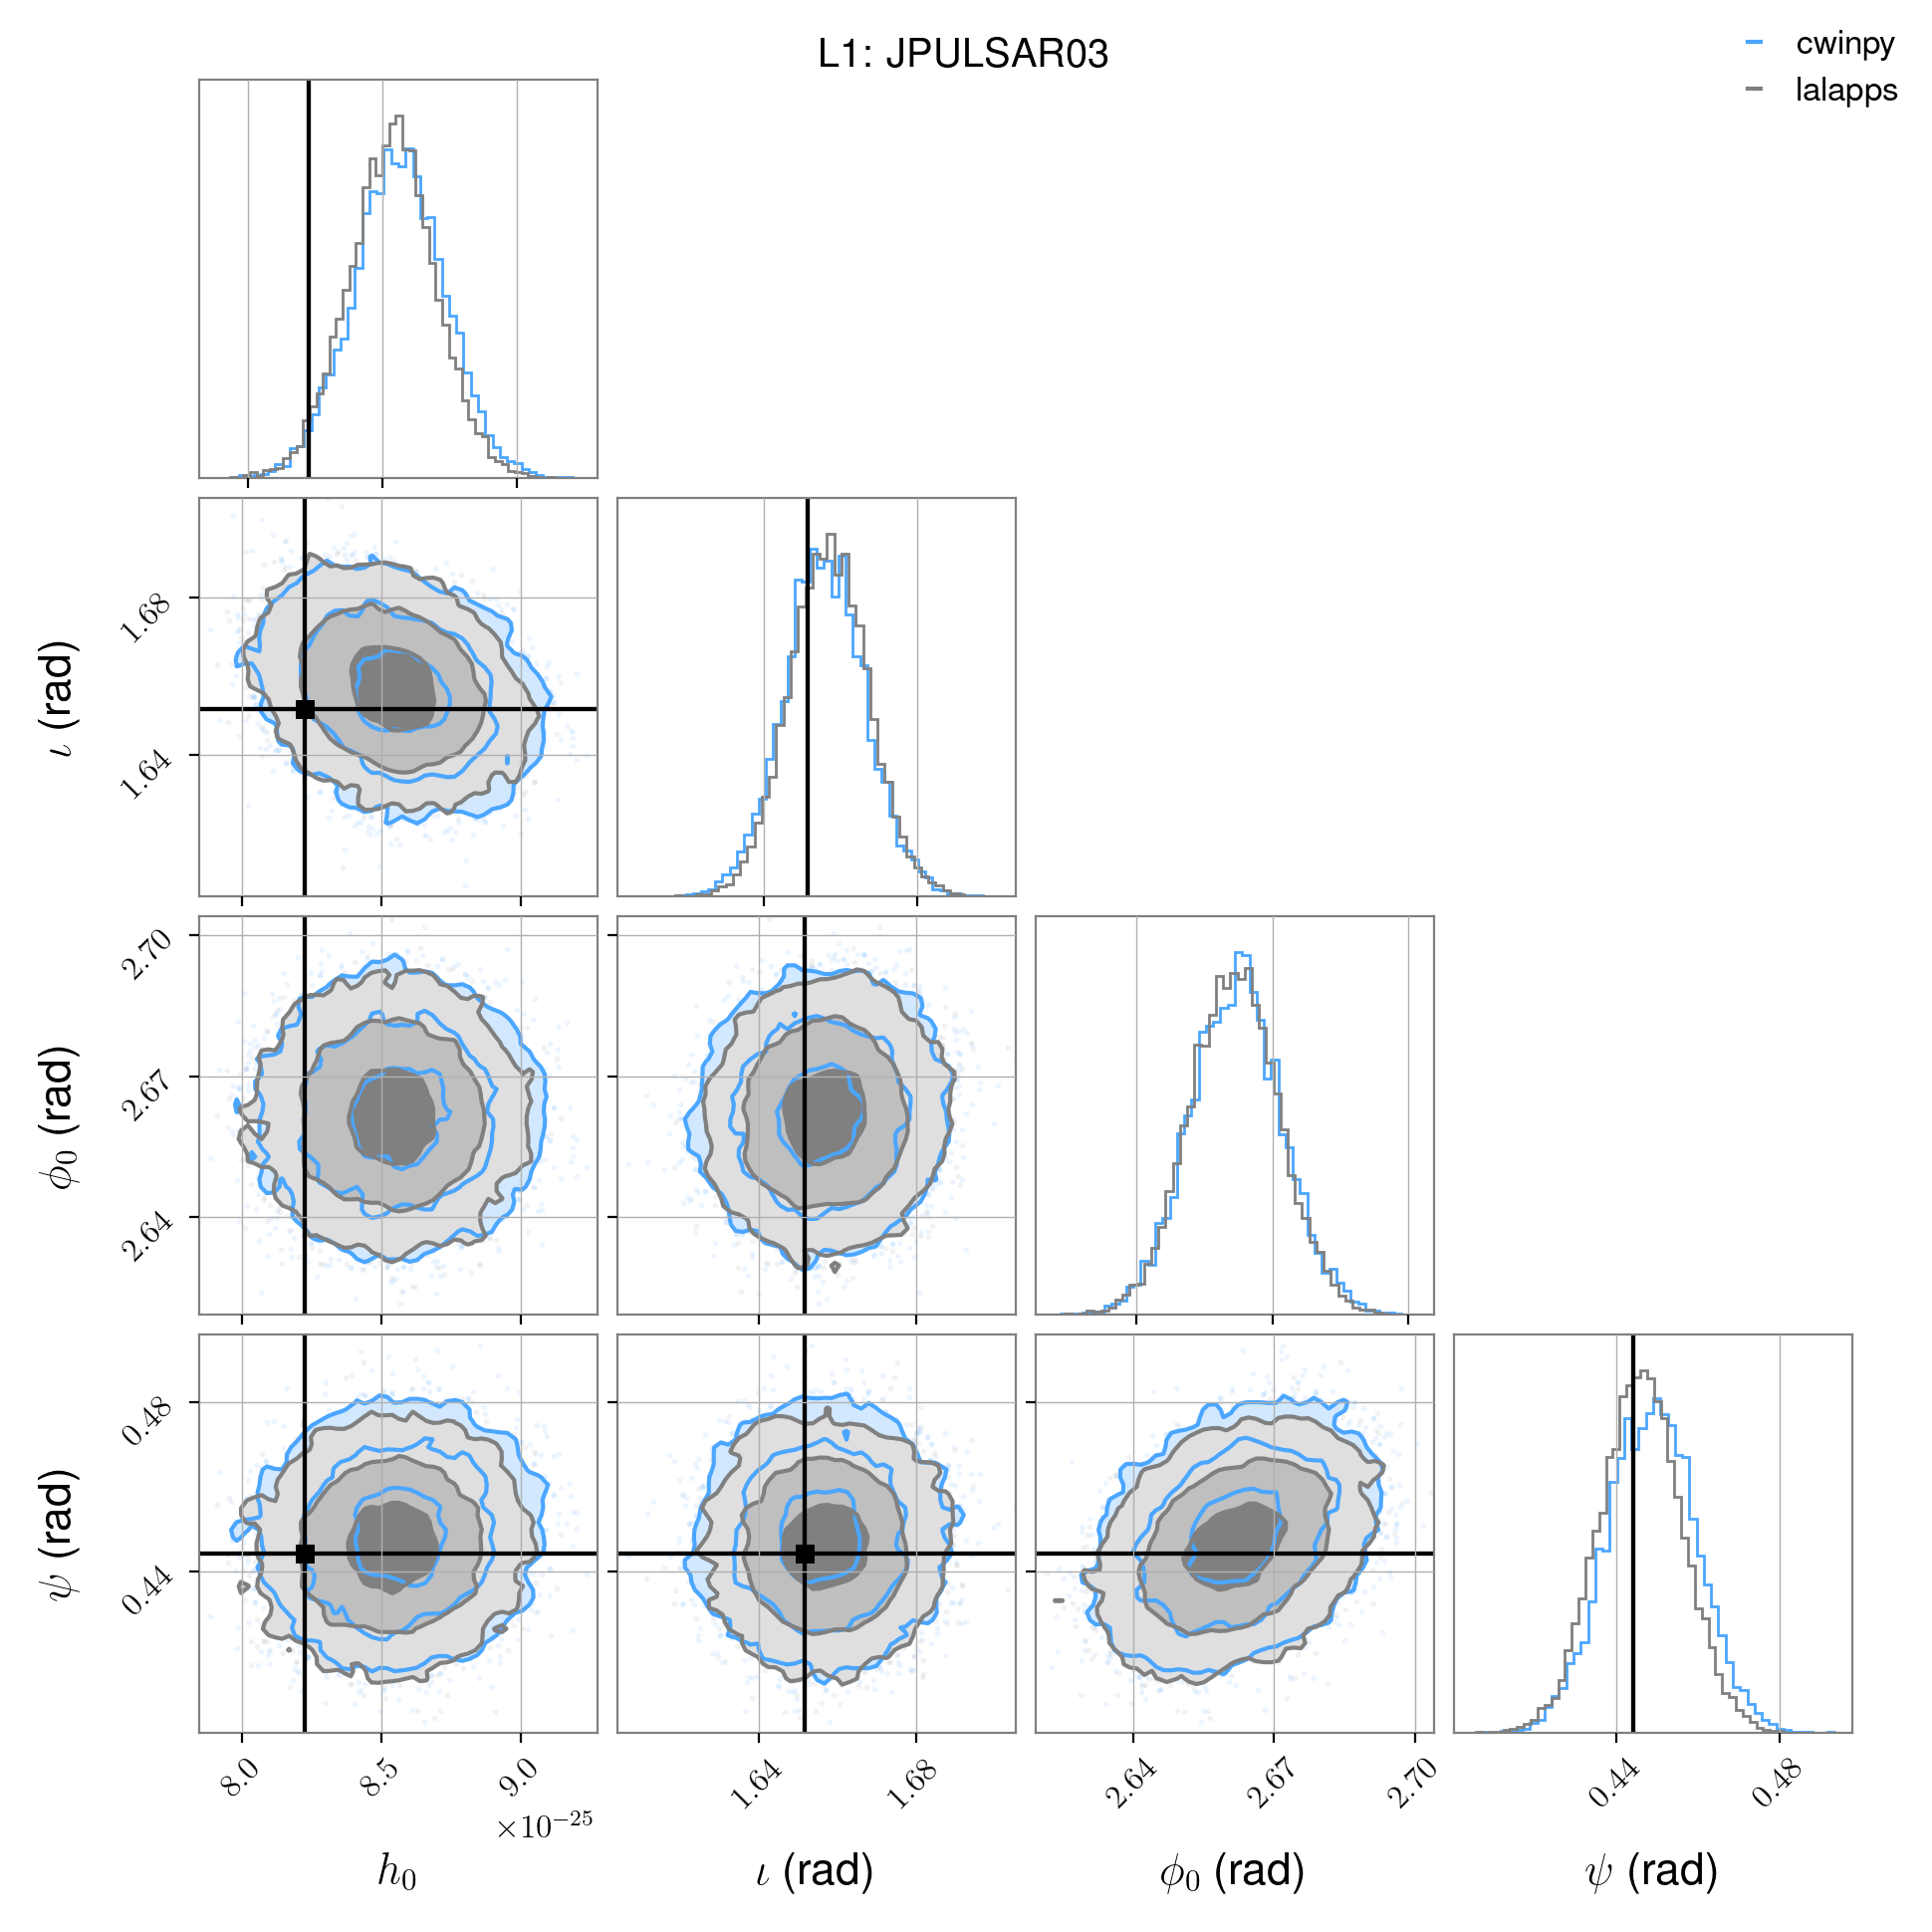 L1: JPULSAR03
cwinpy
lalapps
1.68
1.64
ι (rad)
2.70
2.67
2.64
ϕ₀ (rad)
0.48
0.44
ψ (rad)
8.0 8.5 9.0 1.64 1.68 2.64 2.67 2.70 0.44 0.48
×10⁻²⁵
h₀ ι (rad) ϕ₀ (rad) ψ (rad)